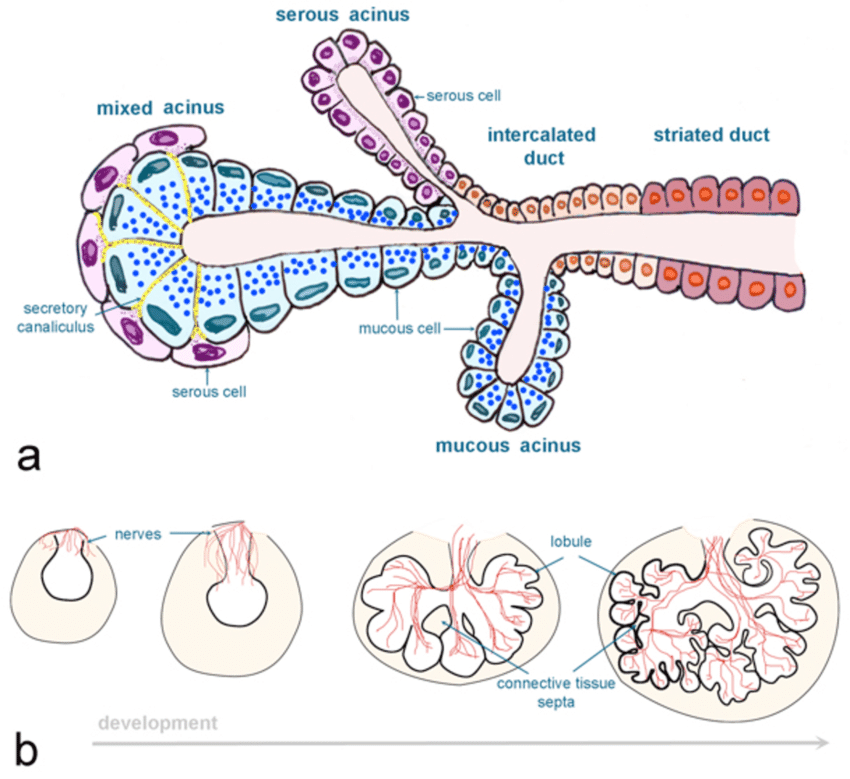 serous acinus
mixed acinus
serous cell
intercalated
duct
striated duct
secretory
canaliculus
mucous cell
serous cell
mucous acinus
a
nerves
lobule
connective tissue
septa
development
b